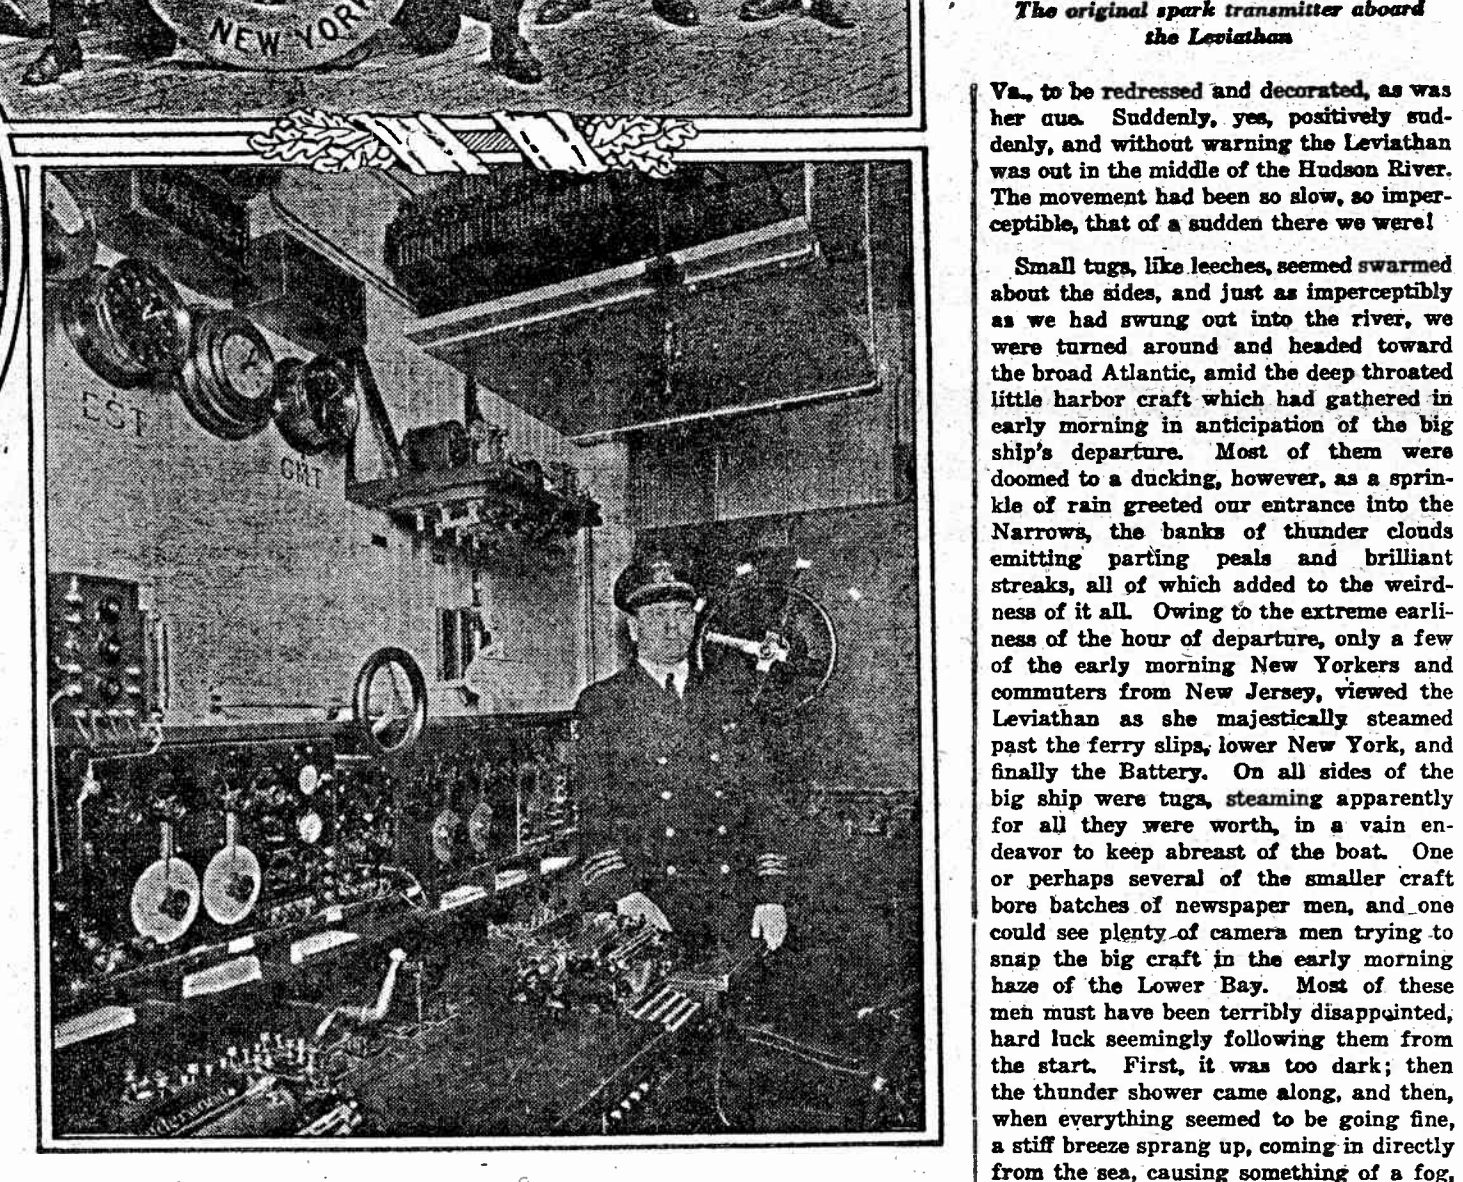 NEW YORK
EST
GMT
The original spark transmitter aboard
the Leviathan
Va., to be redressed and decorated, as was
her due. Suddenly, yes, positively sud-
denly, and without warning the Leviathan
was out in the middle of the Hudson River.
The movement had been so slow, so imper-
ceptible, that of a sudden there we were!
Small tugs, like leeches, seemed swarmed
about the sides, and just as imperceptibly
as we had swung out into the river, we
were turned around and headed toward
the broad Atlantic, amid the deep throated
little harbor craft which had gathered in
early morning in anticipation of the big
ship's departure. Most of them were
doomed to a ducking, however, as a sprin-
kle of rain greeted our entrance into the
Narrows, the banks of thunder clouds
emitting parting peals and brilliant
streaks, all of which added to the weird-
ness of it all. Owing to the extreme earli-
ness of the hour of departure, only a few
of the early morning New Yorkers and
commuters from New Jersey, viewed the
Leviathan as she majestically steamed
past the ferry slips, lower New York, and
finally the Battery. On all sides of the
big ship were tugs, steaming apparently
for all they were worth, in a vain en-
deavor to keep abreast of the boat. One
or perhaps several of the smaller craft
bore batches of newspaper men, and one
could see plenty of camera men trying to
snap the big craft in the early morning
haze of the Lower Bay. Most of these
men must have been terribly disappointed,
hard luck seemingly following them from
the start. First, it was too dark; then
the thunder shower came along, and then,
when everything seemed to be going fine,
a stiff breeze sprang up, coming in directly
from the sea, causing something of a fog,